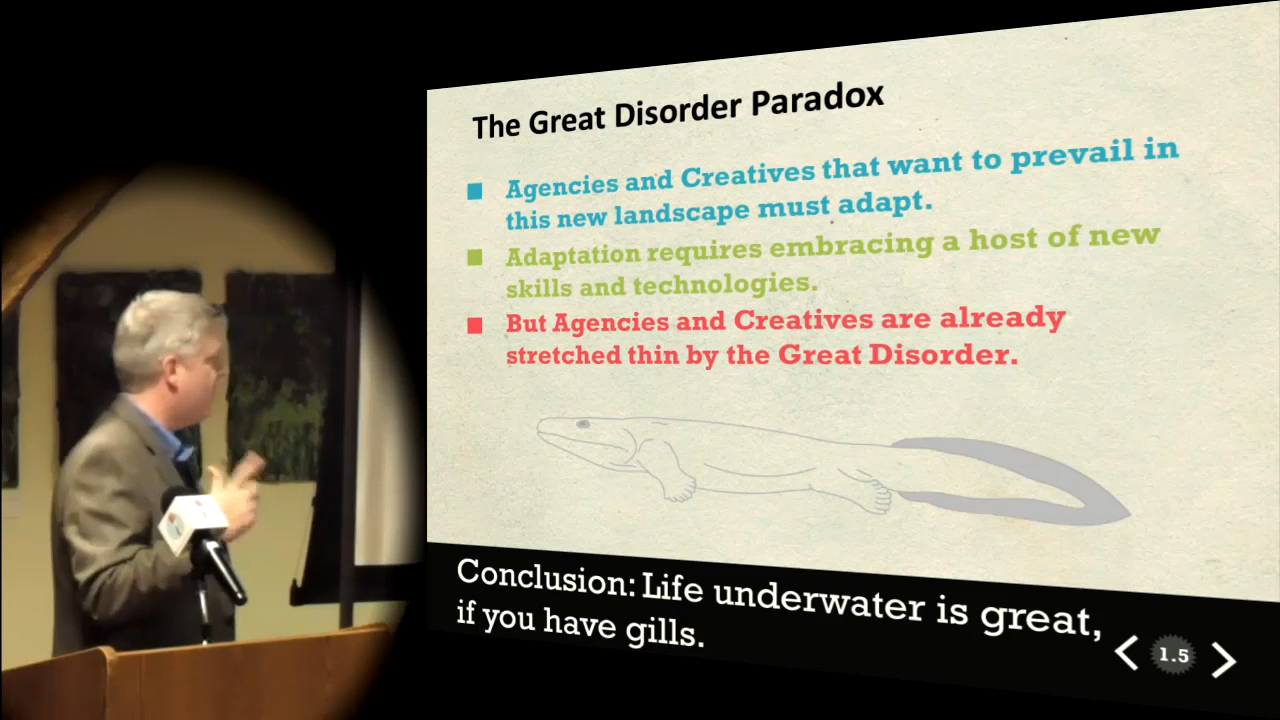 The Great Disorder Paradox
Agencies and Creatives that want to prevail in
this new landscape must adapt.
Adaptation requires embracing a host of new
skills and technologies.
But Agencies and Creatives are already
stretched thin by the Great Disorder.
Conclusion: Life underwater is great,
if you have gills.
1.5